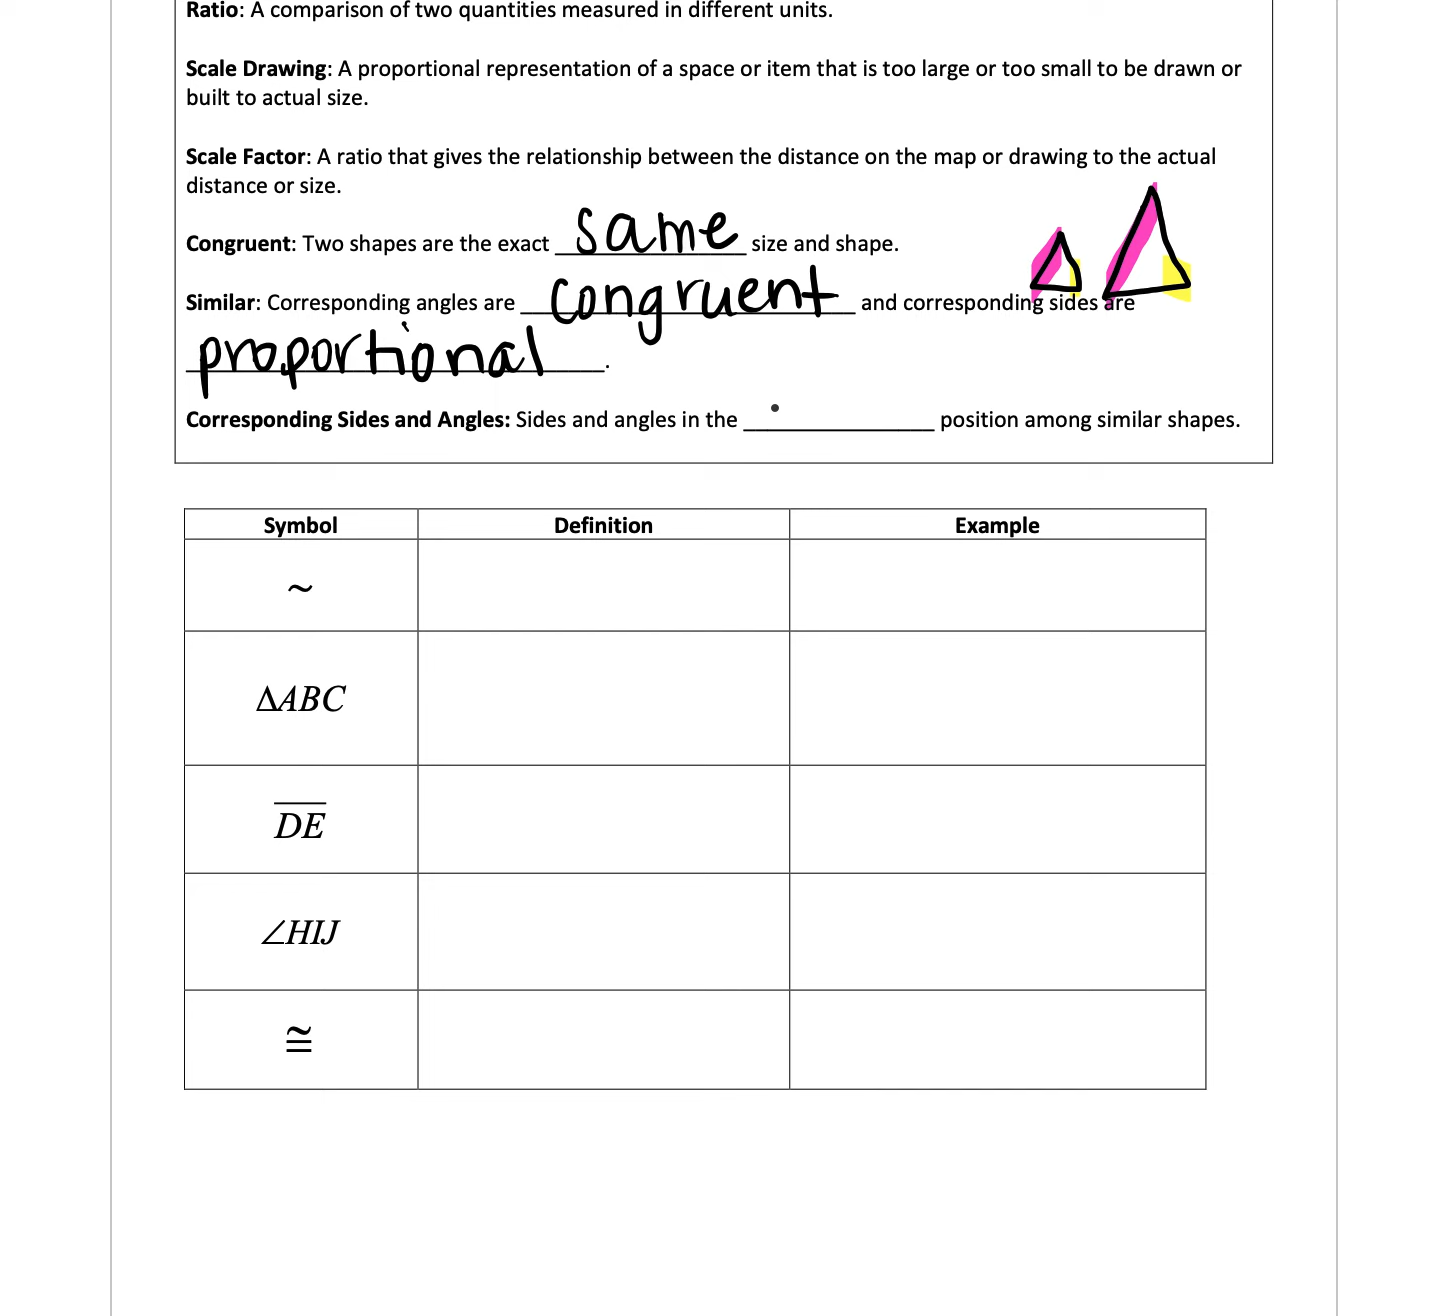 Ratio: A comparison of two quantities measured in different units.
Scale Drawing: A proportional representation of a space or item that is too large or too small to be drawn or
built to actual size.
Scale Factor: A ratio that gives the relationship between the distance on the map or drawing to the actual
distance or size.
Congruent: Two shapes are the exact same size and shape.
Similar: Corresponding angles are congruent and corresponding sides are
proportional.
Corresponding Sides and Angles: Sides and angles in the ________________ position among similar shapes.
Symbol Definition Example
~
ΔABC
D̅E̅
∠HIJ
≅